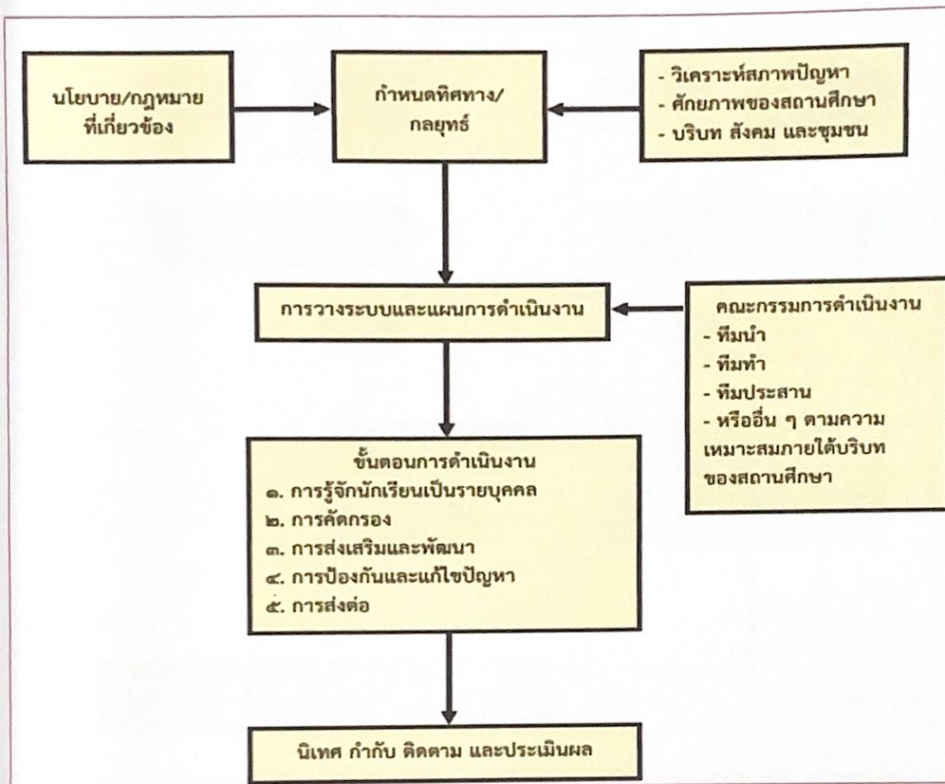 นโยบาย/กฎหมาย
ที่เกี่ยวข้อง
กำหนดทิศทาง/
กลยุทธ์
- วิเคราะห์สภาพปัญหา
- ศักยภาพของสถานศึกษา
- บริบท สังคม และชุมชน
การวางระบบและแผนการดำเนินงาน
คณะกรรมการดำเนินงาน
- ทีมนำ
- ทีมทำ
- ทีมประสาน
- หรืออื่น ๆ ตามความ
เหมาะสมภายใต้บริบท
ของสถานศึกษา
ขั้นตอนการดำเนินงาน
๑. การรู้จักนักเรียนเป็นรายบุคคล
๒. การคัดกรอง
๓. การส่งเสริมและพัฒนา
๔. การป้องกันและแก้ไขปัญหา
๕. การส่งต่อ
นิเทศ กำกับ ติดตาม และประเมินผล